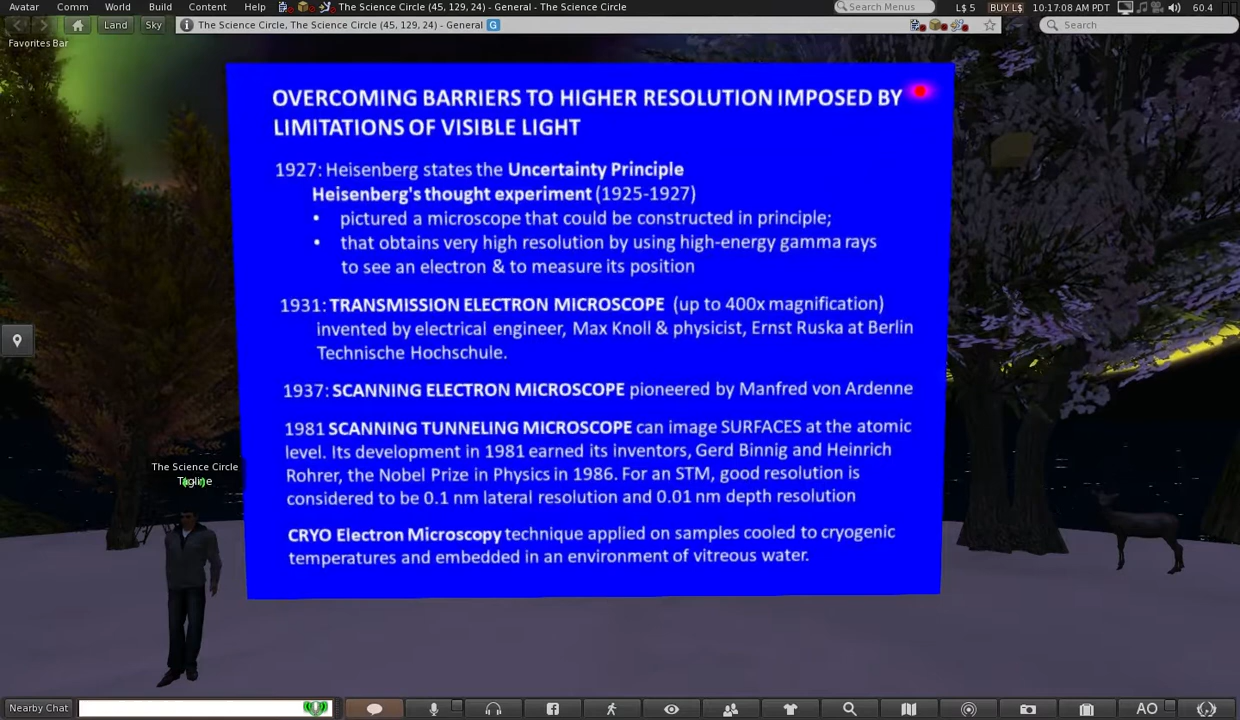 Avatar Comm World Build Content Help The Science Circle, The Science Circle (45, 129, 24) - General - The Science Circle Search Menus L$ 5 BUY L$ 10:17:08 AM PDT 60.4
Land Sky The Science Circle, The Science Circle (45, 129, 24) - General G Search
Favorites Bar
OVERCOMING BARRIERS TO HIGHER RESOLUTION IMPOSED BY
LIMITATIONS OF VISIBLE LIGHT
1927: Heisenberg states the Uncertainty Principle
Heisenberg's thought experiment (1925-1927)
• pictured a microscope that could be constructed in principle;
• that obtains very high resolution by using high-energy gamma rays
to see an electron & to measure its position
1931: TRANSMISSION ELECTRON MICROSCOPE (up to 400x magnification)
invented by electrical engineer, Max Knoll & physicist, Ernst Ruska at Berlin
Technische Hochschule.
1937: SCANNING ELECTRON MICROSCOPE pioneered by Manfred von Ardenne
1981 SCANNING TUNNELING MICROSCOPE can image SURFACES at the atomic
level. Its development in 1981 earned its inventors, Gerd Binnig and Heinrich
Rohrer, the Nobel Prize in Physics in 1986. For an STM, good resolution is
considered to be 0.1 nm lateral resolution and 0.01 nm depth resolution
CRYO Electron Microscopy technique applied on samples cooled to cryogenic
temperatures and embedded in an environment of vitreous water.
The Science Circle
Nearby Chat AO